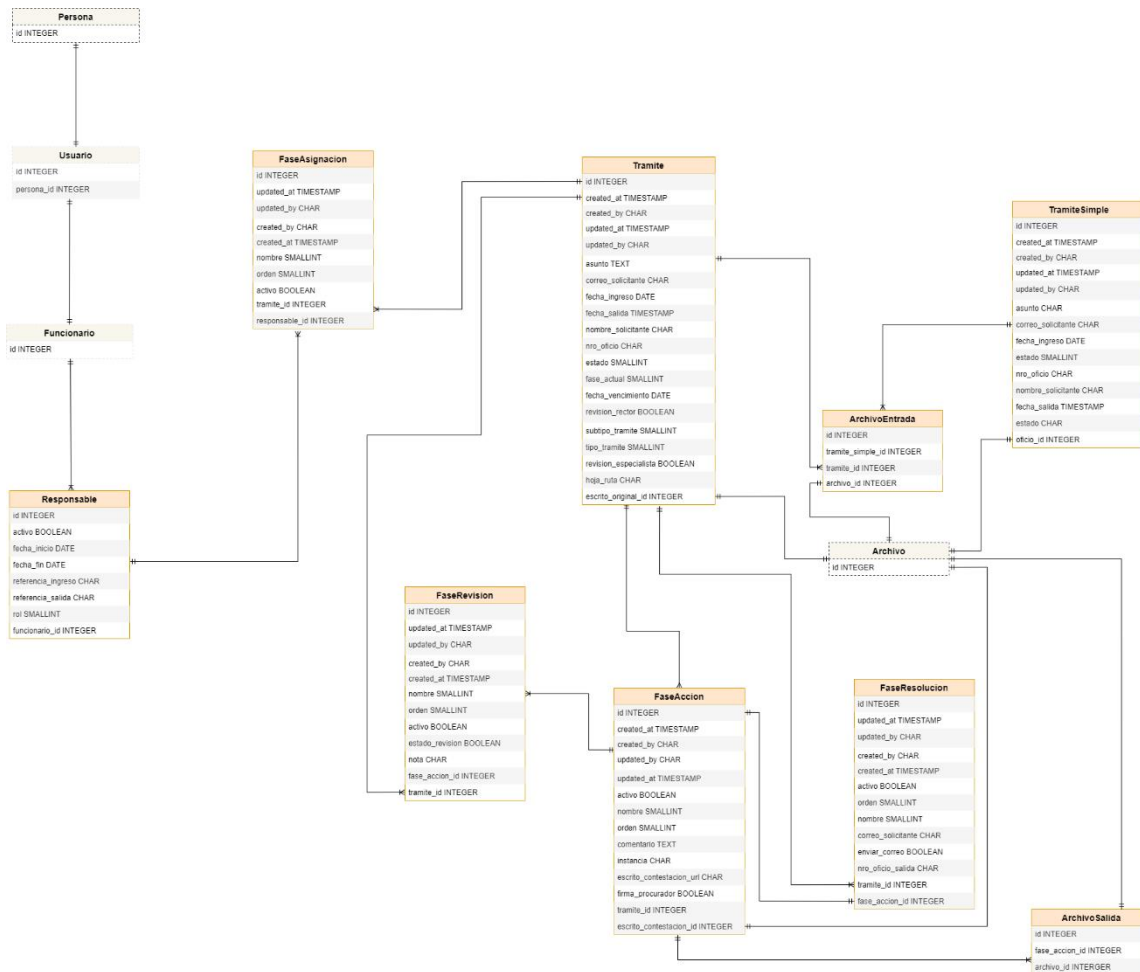 Persona
id INTEGER
Usuario
id INTEGER
persona_id INTEGER
Funcionario
id INTEGER
Responsable
id INTEGER
activo BOOLEAN
fecha_inicio DATE
fecha_fin DATE
referencia_ingreso CHAR
referencia_salida CHAR
rol SMALLINT
funcionario_id INTEGER
FaseAsignacion
id INTEGER
updated_at TIMESTAMP
updated_by CHAR
created_by CHAR
created_at TIMESTAMP
nombre SMALLINT
orden SMALLINT
activo BOOLEAN
tramite_id INTEGER
responsable_id INTEGER
Tramite
id INTEGER
created_at TIMESTAMP
created_by CHAR
updated_at TIMESTAMP
updated_by CHAR
asunto TEXT
correo_solicitante CHAR
fecha_ingreso DATE
fecha_salida TIMESTAMP
nombre_solicitante CHAR
nro_oficio CHAR
estado SMALLINT
fase_actual SMALLINT
fecha_vencimiento DATE
revision_rector BOOLEAN
subtipo_tramite SMALLINT
tipo_tramite SMALLINT
revision_especialista BOOLEAN
hoja_ruta CHAR
escrito_original_id INTEGER
TramiteSimple
id INTEGER
created_at TIMESTAMP
created_by CHAR
updated_at TIMESTAMP
updated_by CHAR
asunto CHAR
correo_solicitante CHAR
fecha_ingreso DATE
estado SMALLINT
nro_oficio CHAR
nombre_solicitante CHAR
fecha_salida TIMESTAMP
estado CHAR
oficio_id INTEGER
ArchivoEntrada
id INTEGER
tramite_simple_id INTEGER
tramite_id INTEGER
archivo_id INTEGER
Archivo
id INTEGER
FaseRevision
id INTEGER
updated_at TIMESTAMP
updated_by CHAR
created_by CHAR
created_at TIMESTAMP
nombre SMALLINT
orden SMALLINT
activo BOOLEAN
estado_revision BOOLEAN
nota CHAR
fase_accion_id INTEGER
tramite_id INTEGER
FaseAccion
id INTEGER
created_at TIMESTAMP
created_by CHAR
updated_by CHAR
updated_at TIMESTAMP
activo BOOLEAN
nombre SMALLINT
orden SMALLINT
comentario TEXT
instancia CHAR
escrito_contestacion_url CHAR
firma_procurador BOOLEAN
tramite_id INTEGER
escrito_contestacion_id INTEGER
FaseResolucion
id INTEGER
updated_at TIMESTAMP
updated_by CHAR
created_by CHAR
created_at TIMESTAMP
activo BOOLEAN
orden SMALLINT
nombre SMALLINT
correo_solicitante CHAR
enviar_correo BOOLEAN
nro_oficio_salida CHAR
tramite_id INTEGER
fase_accion_id INTEGER
ArchivoSalida
id INTEGER
fase_accion_id INTEGER
archivo_id INTERGER